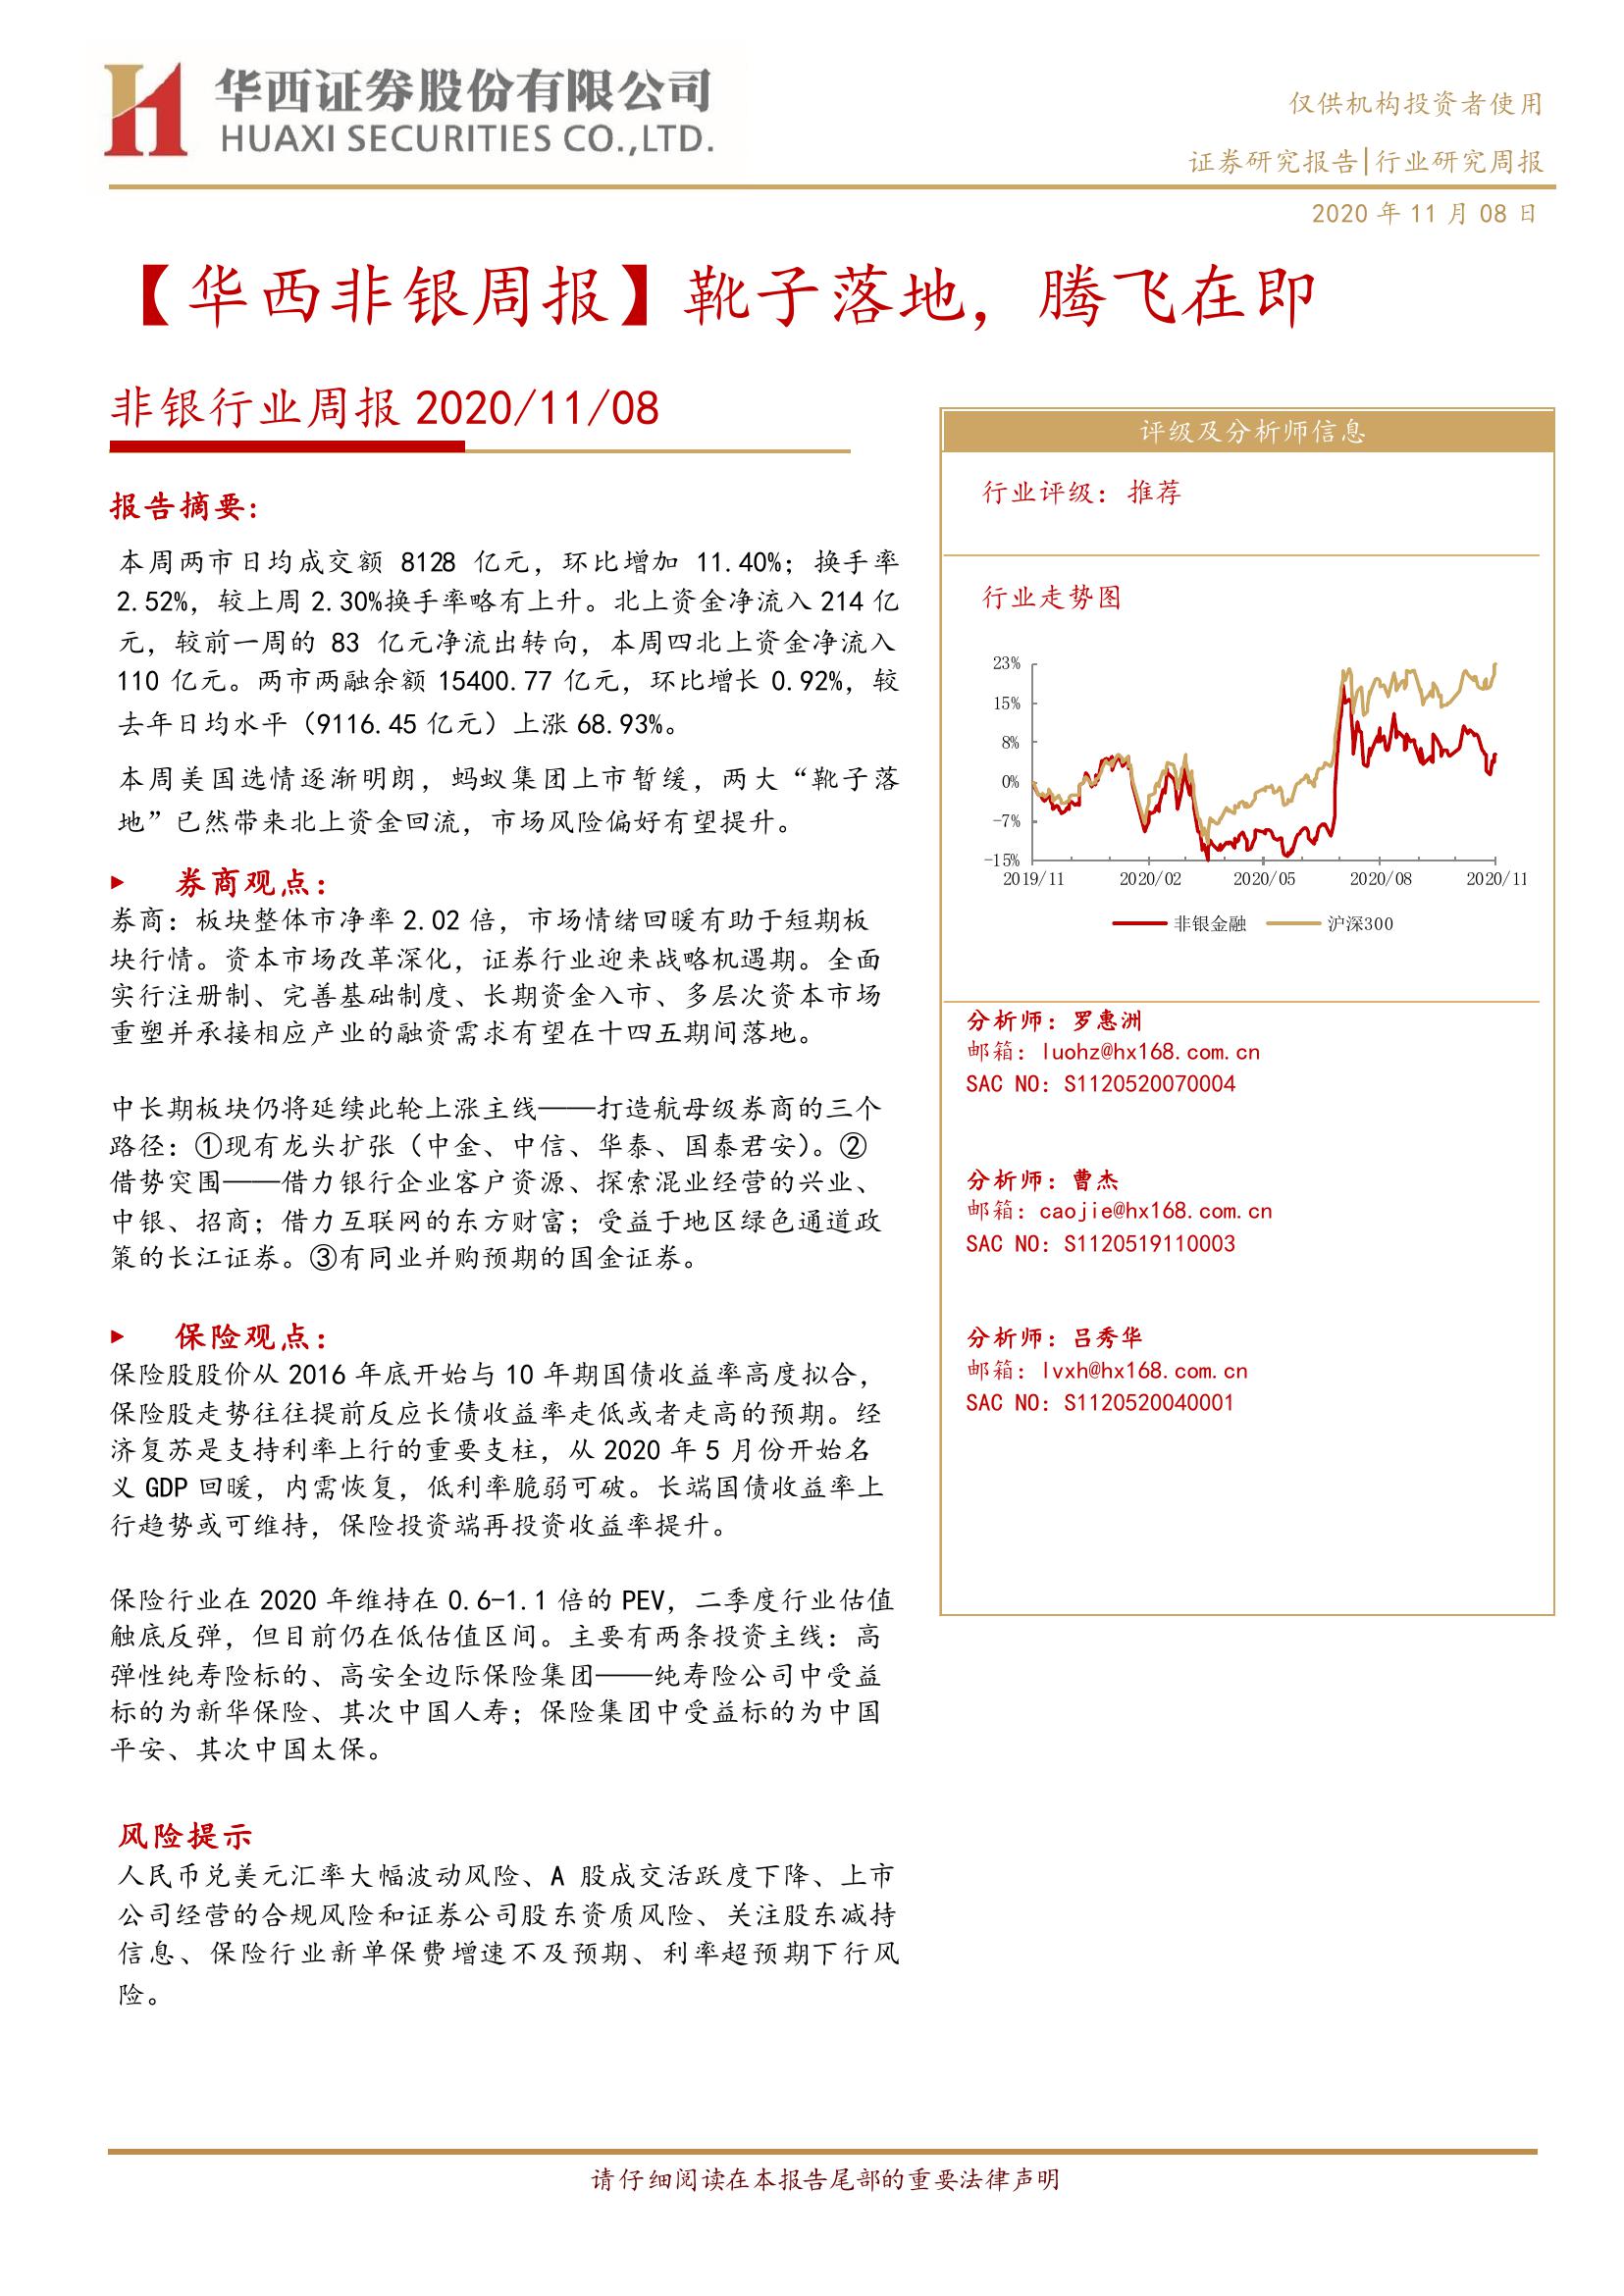 华西证券股份有限公司
HUAXI SECURITIES CO.,LTD.
仅供机构投资者使用
证券研究报告|行业研究周报
2020 年 11 月 08 日
【华西非银周报】靴子落地，腾飞在即
非银行业周报 2020/11/08
报告摘要：
本周两市日均成交额 8128 亿元，环比增加 11.40%；换手率
2.52%，较上周 2.30%换手率略有上升。北上资金净流入 214 亿
元，较前一周的 83 亿元净流出转向，本周四北上资金净流入
110 亿元。两市两融余额 15400.77 亿元，环比增长 0.92%，较
去年日均水平（9116.45 亿元）上涨 68.93%。
本周美国选情逐渐明朗，蚂蚁集团上市暂缓，两大“靴子落
地”已然带来北上资金回流，市场风险偏好有望提升。
► 券商观点：
券商：板块整体市净率 2.02 倍，市场情绪回暖有助于短期板
块行情。资本市场改革深化，证券行业迎来战略机遇期。全面
实行注册制、完善基础制度、长期资金入市、多层次资本市场
重塑并承接相应产业的融资需求有望在十四五期间落地。
中长期板块仍将延续此轮上涨主线——打造航母级券商的三个
路径：①现有龙头扩张（中金、中信、华泰、国泰君安）。②
借势突围——借力银行企业客户资源、探索混业经营的兴业、
中银、招商；借力互联网的东方财富；受益于地区绿色通道政
策的长江证券。③有同业并购预期的国金证券。
► 保险观点：
保险股股价从 2016 年底开始与 10 年期国债收益率高度拟合，
保险股走势往往提前反应长债收益率走低或者走高的预期。经
济复苏是支持利率上行的重要支柱，从 2020 年 5 月份开始名
义 GDP 回暖，内需恢复，低利率脆弱可破。长端国债收益率上
行趋势或可维持，保险投资端再投资收益率提升。
保险行业在 2020 年维持在 0.6-1.1 倍的 PEV，二季度行业估值
触底反弹，但目前仍在低估值区间。主要有两条投资主线：高
弹性纯寿险标的、高安全边际保险集团——纯寿险公司中受益
标的为新华保险、其次中国人寿；保险集团中受益标的为中国
平安、其次中国太保。
风险提示
人民币兑美元汇率大幅波动风险、A 股成交活跃度下降、上市
公司经营的合规风险和证券公司股东资质风险、关注股东减持
信息、保险行业新单保费增速不及预期、利率超预期下行风
险。
评级及分析师信息
行业评级：推荐
行业走势图
23%
15%
8%
0%
-7%
-15%
2019/11 2020/02 2020/05 2020/08 2020/11
非银金融 沪深300
分析师：罗惠洲
邮箱：luohz@hx168.com.cn
SAC NO：S1120520070004
分析师：曹杰
邮箱：caojie@hx168.com.cn
SAC NO：S1120519110003
分析师：吕秀华
邮箱：lvxh@hx168.com.cn
SAC NO：S1120520040001
请仔细阅读在本报告尾部的重要法律声明